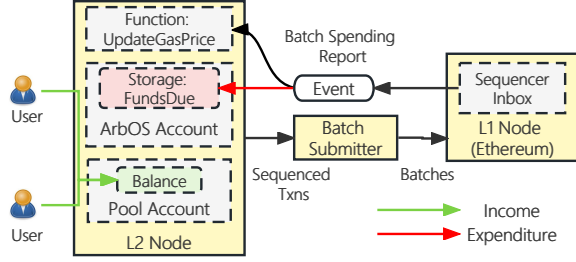 Function:
UpdateGasPrice
Storage:
FundsDue
ArbOS Account
Balance
Pool Account
L2 Node
User
User
Batch Spending
Report
Event
Batch
Submitter
Sequenced
Txns
Batches
Sequencer
Inbox
L1 Node
(Ethereum)
Income
Expenditure